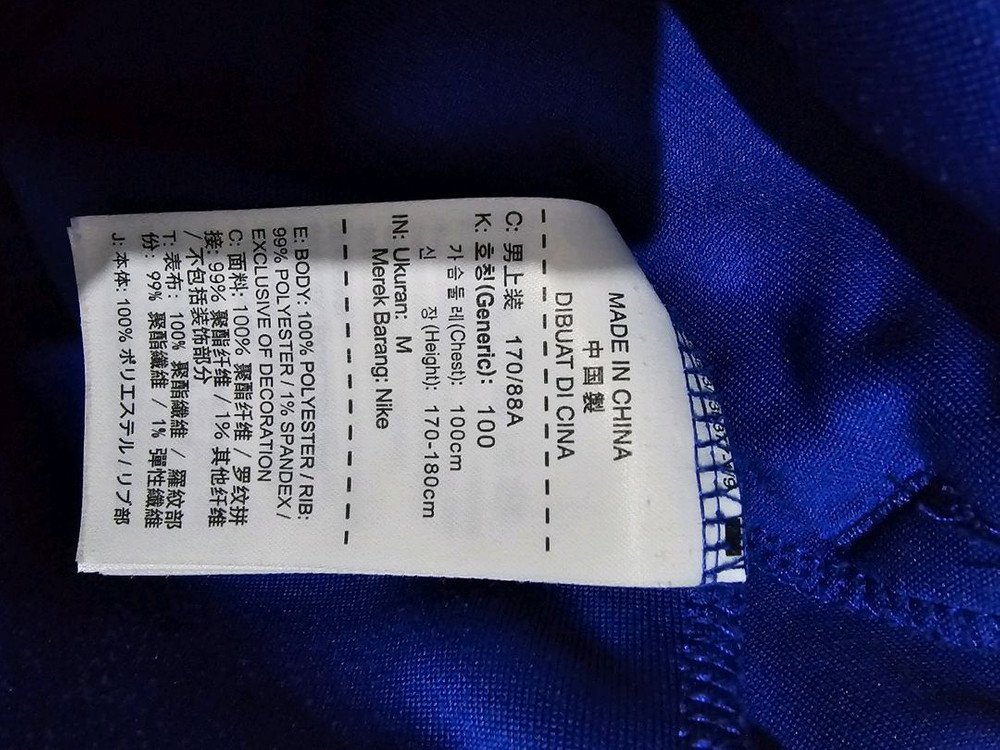 MADE IN CHINA
中国製
DIBUAT DI CINA
C: 男上装 170/88A
K: 호칭(Generic): 100
가슴둘레(Chest): 100cm
신 장(Height): 170-180cm
IN: Ukuran: M
Merek Barang: Nike
E: BODY: 100% POLYESTER / RIB:
99% POLYESTER / 1% SPANDEX /
EXCLUSIVE OF DECORATION
C: 面料: 100% 聚酯纤维 / 罗纹拼
接: 99% 聚酯纤维 / 1% 其他纤维
/ 不包括装饰部分
T: 表布: 100% 聚酯纖維 / 羅紋部
份: 99% 聚酯纖維 / 1% 彈性纖維
J: 本体: 100% ポリエステル / リブ部